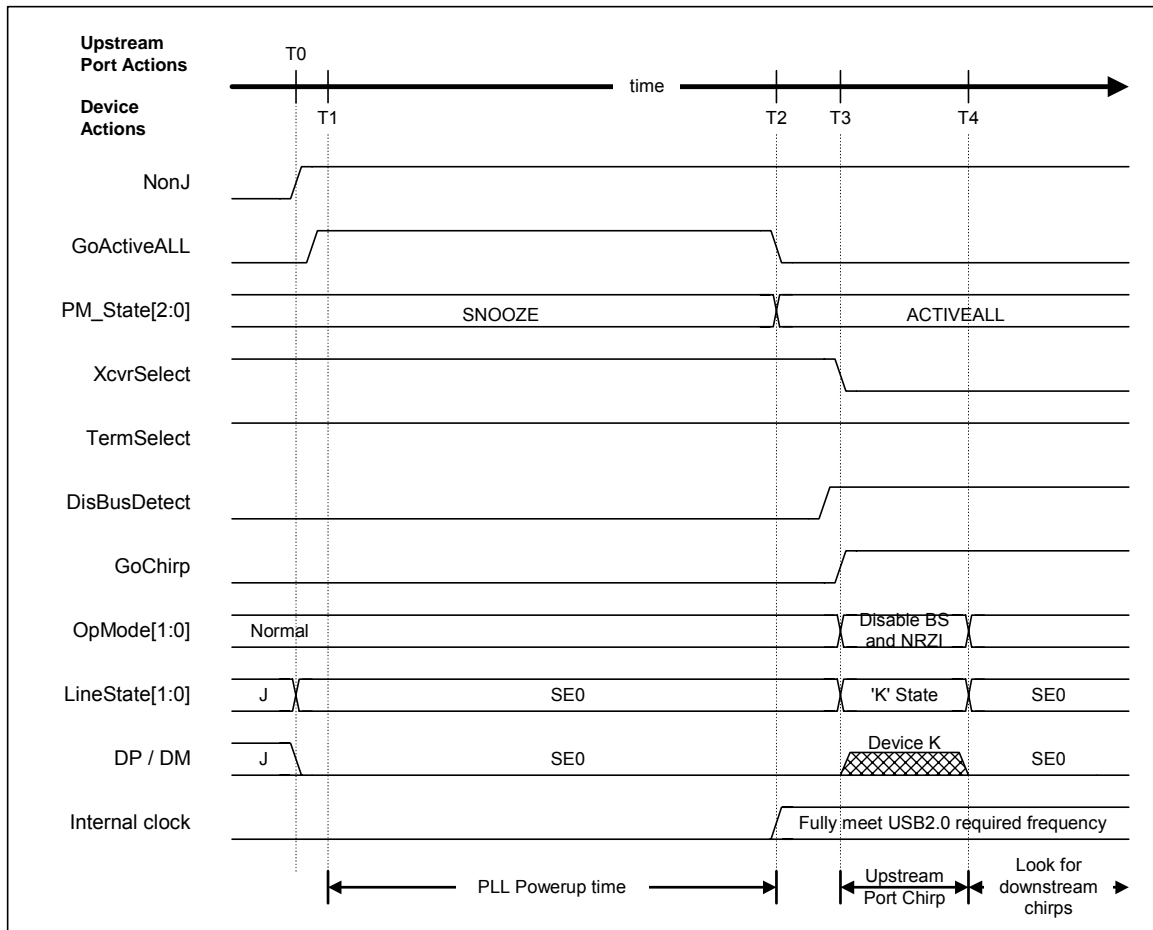 Upstream
Port Actions
T0
time
Device
Actions
T1
T2
T3
T4
NonJ
GoActiveALL
PM_State[2:0]
SNOOZE
ACTIVEALL
XcvrSelect
TermSelect
DisBusDetect
GoChirp
OpMode[1:0]
Normal
Disable BS
and NRZI
LineState[1:0]
J
SE0
'K' State
SE0
DP / DM
J
SE0
Device K
SE0
Internal clock
Fully meet USB2.0 required frequency
PLL Powerup time
Upstream
Port Chirp
Look for
downstream
chirps